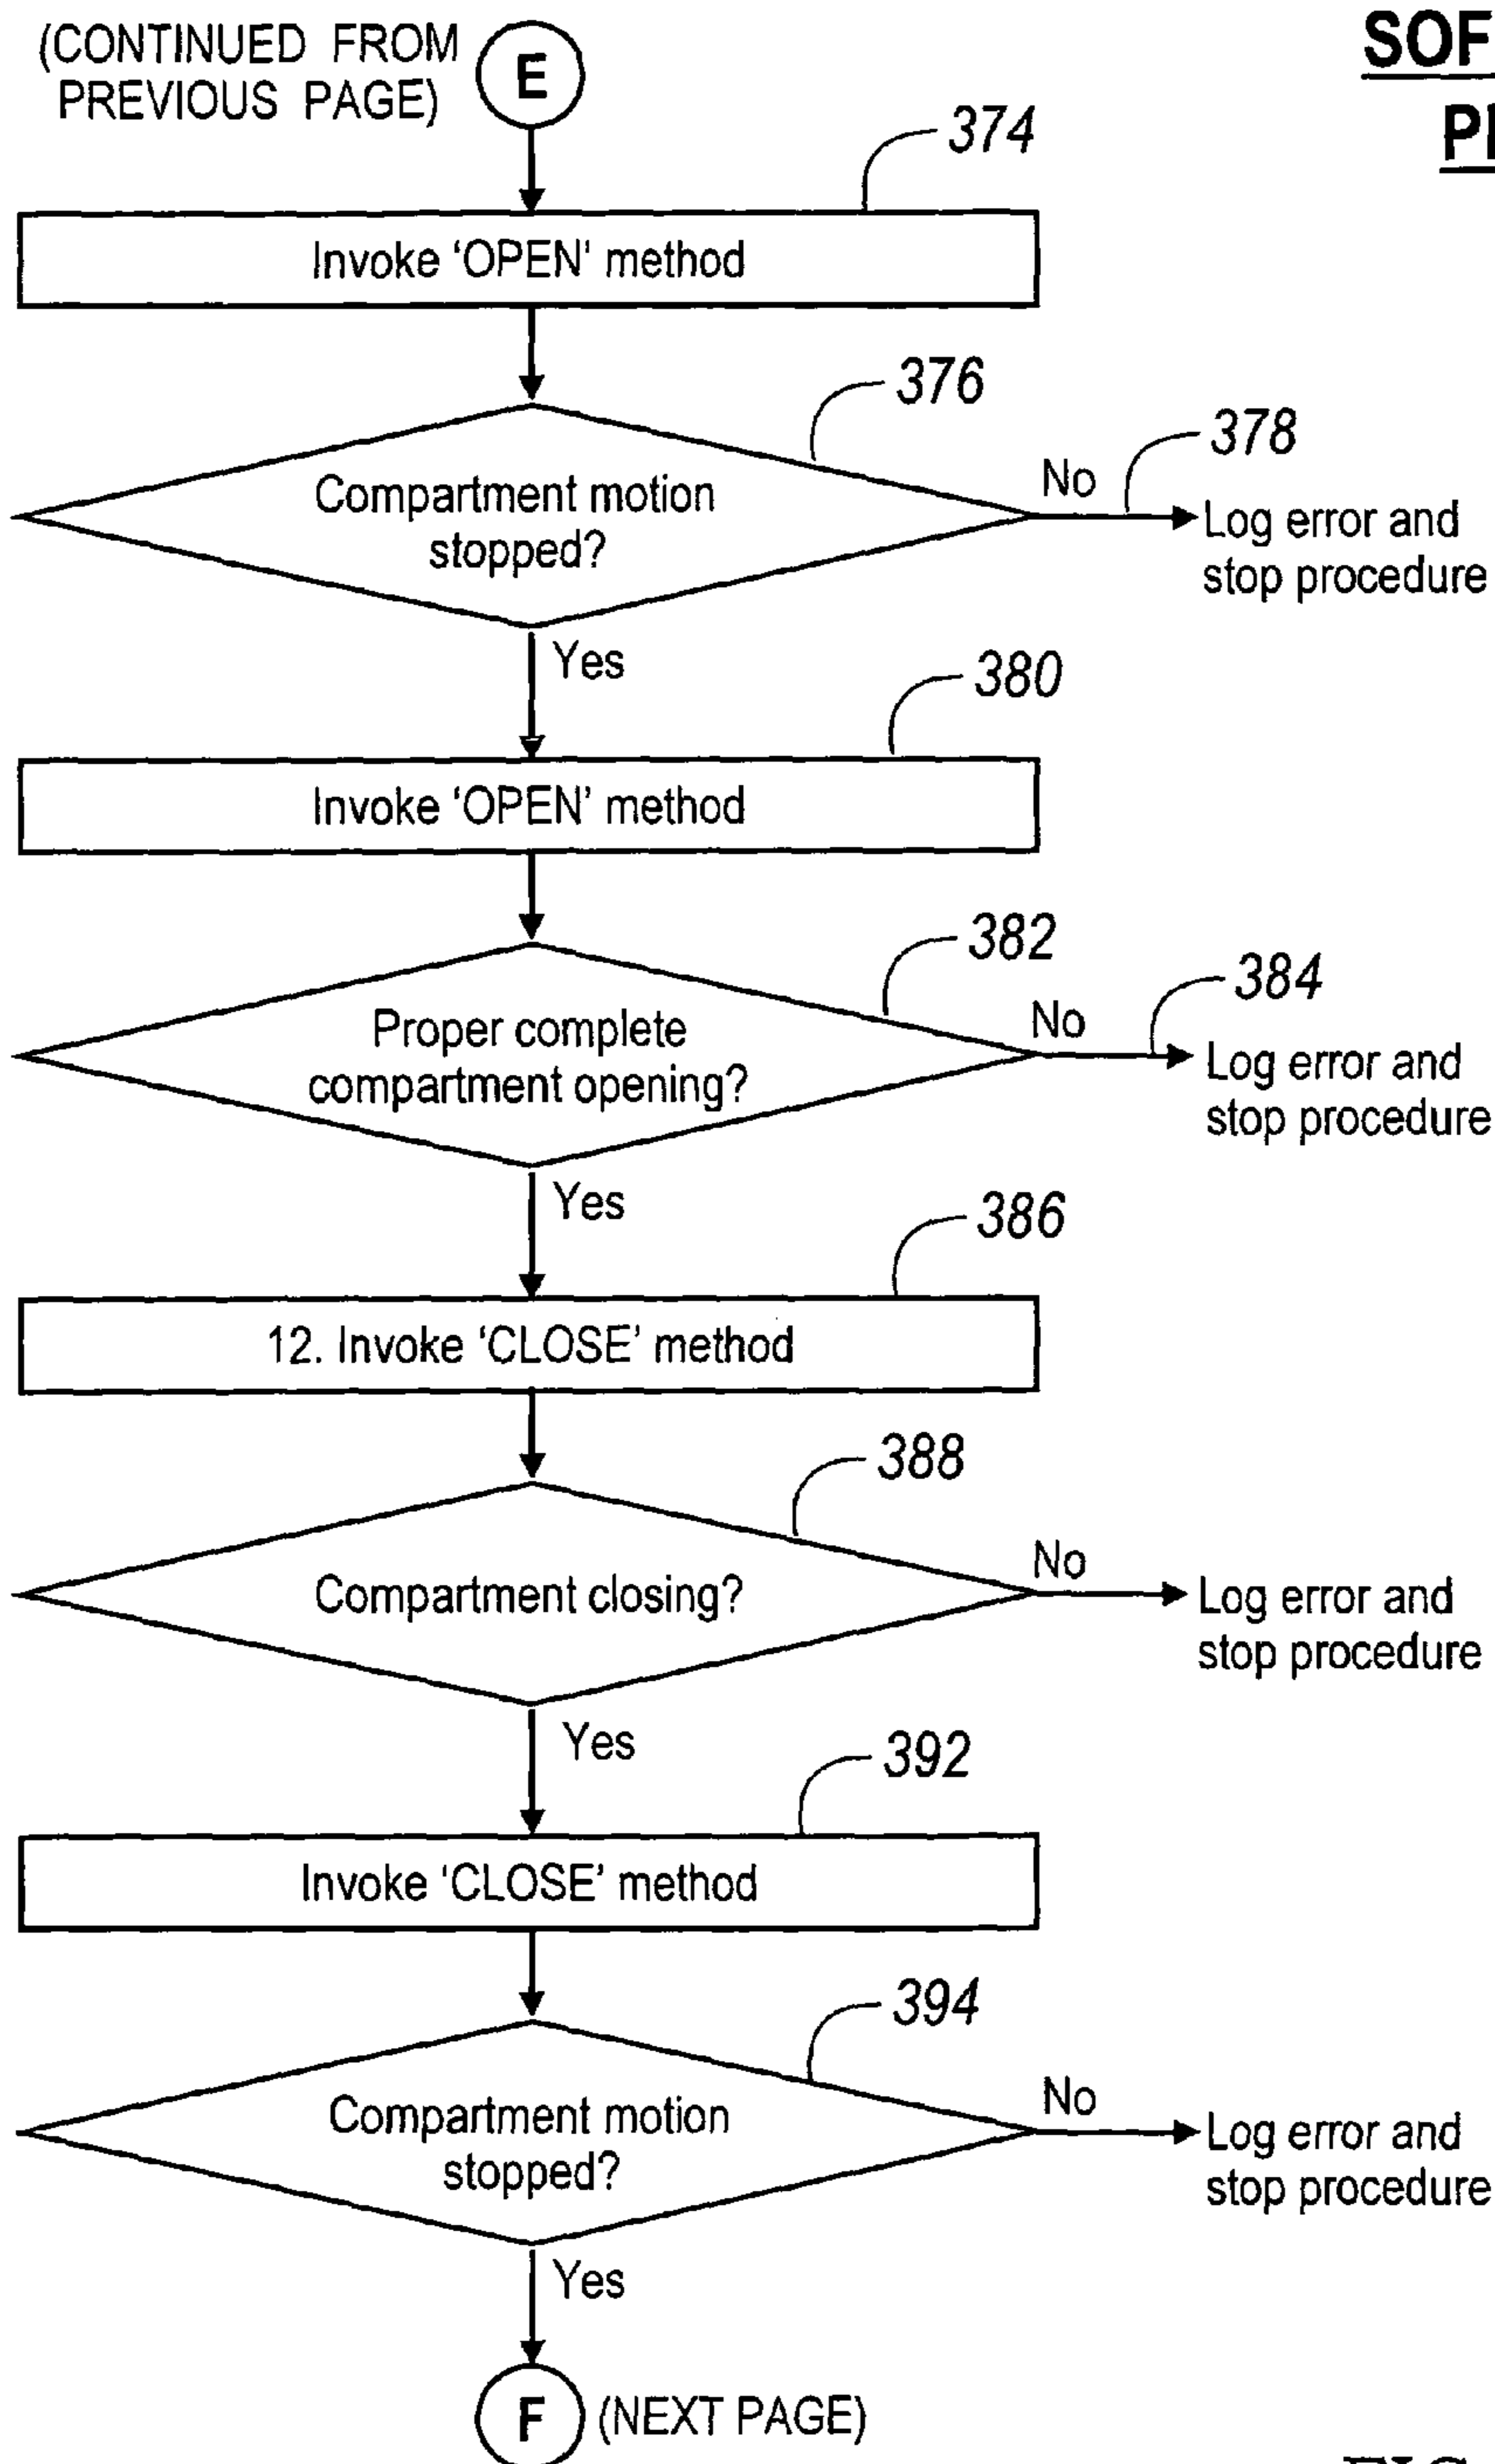 (CONTINUED FROM
PREVIOUS PAGE)
E
SOF
PR
374
Invoke ‘OPEN’ method
376
Compartment motion
stopped?
No
378
Log error and
stop procedure
Yes
380
Invoke ‘OPEN’ method
382
Proper complete
compartment opening?
No
384
Log error and
stop procedure
Yes
386
12. Invoke ‘CLOSE’ method
388
Compartment closing?
No
Log error and
stop procedure
Yes
392
Invoke ‘CLOSE’ method
394
Compartment motion
stopped?
No
Log error and
stop procedure
Yes
F
(NEXT PAGE)